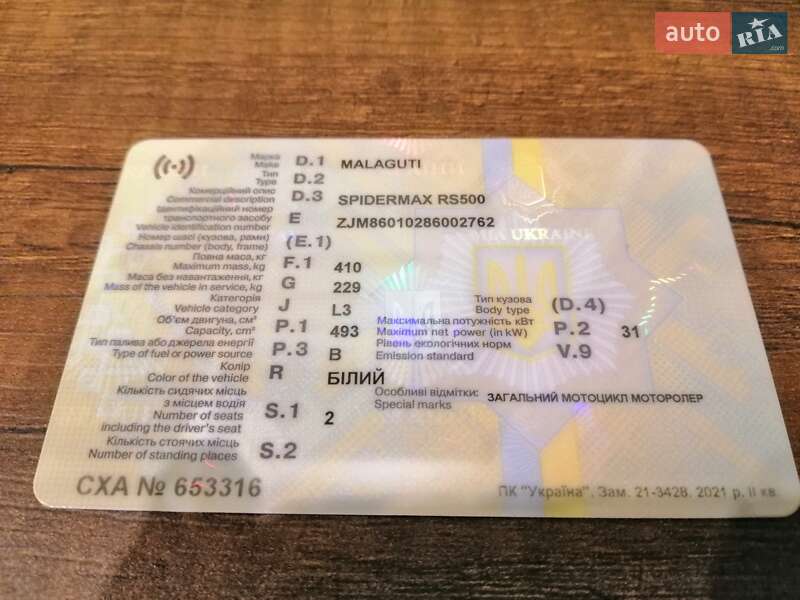 auto RIA
.com
Марка
Make D.1 MALAGUTI
Тип
Type D.2
Комерційний опис
Commercial description D.3 SPIDERMAX RS500
Ідентифікаційний номер
транспортного засобу
Vehicle identification number E ZJM86010286002762
Номер шасі (кузова, рами)
Chassis number (body, frame) (E.1)
Повна маса, кг
Maximum mass, kg F.1 410
Маса без навантаження, кг
Mass of the vehicle in service, kg G 229
Категорія
Vehicle category J L3
Тип кузова
Body type (D.4)
Об'єм двигуна, см³
Capacity, cm³ P.1 493
Максимальна потужність кВт
Maximum net power (in kW) P.2 31
Тип палива або джерела енергії
Type of fuel or power source P.3 B
Рівень екологічних норм
Emission standard V.9
Колір
Color of the vehicle R БІЛИЙ
Особливі відмітки:
Special marks ЗАГАЛЬНИЙ МОТОЦИКЛ МОТОРОЛЕР
Кількість сидячих місць
з місцем водія
Number of seats
including the driver's seat S.1 2
Кількість стоячих місць
Number of standing places S.2
СХА № 653316
ПК "Україна". Зам. 21-3428. 2021 р. II кв.
UKRAINE